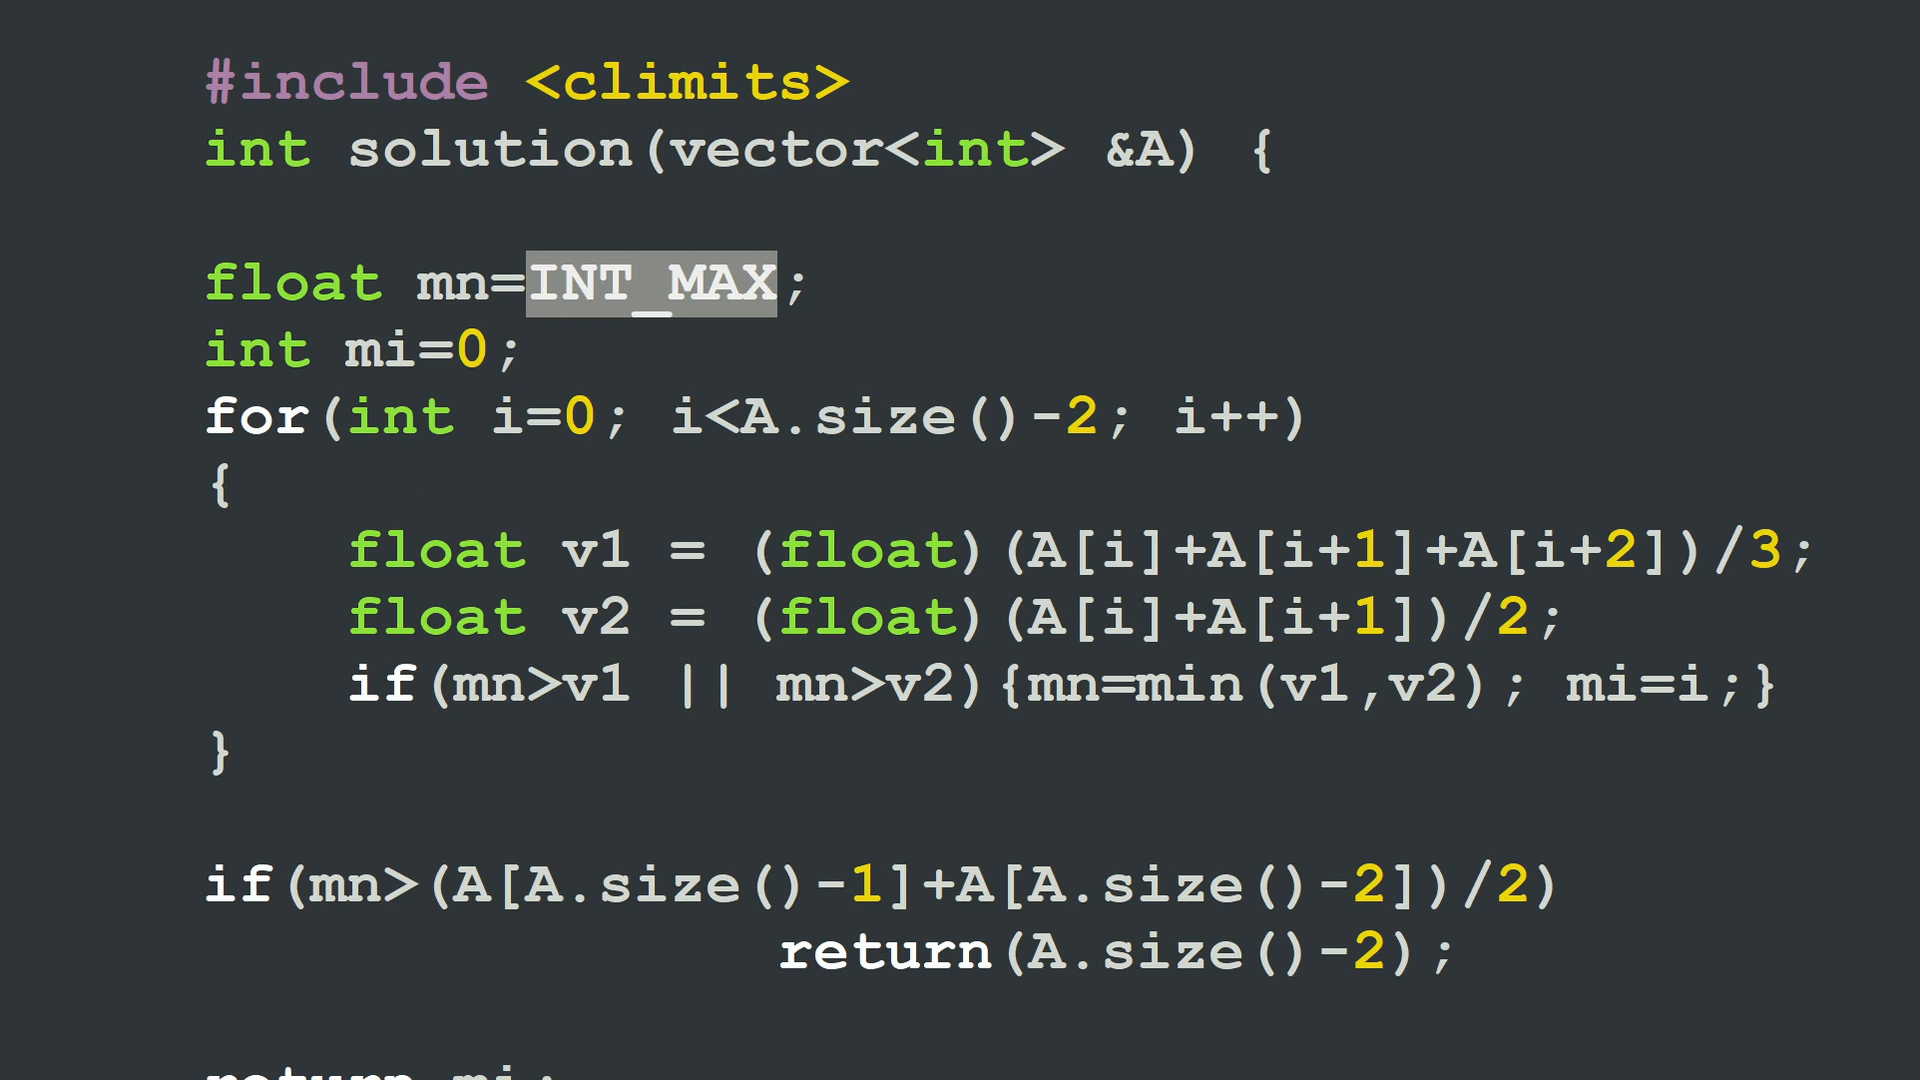 #include <climits>
int solution(vector<int> &A) {
float mn=INT_MAX;
int mi=0;
for(int i=0; i<A.size()-2; i++)
{
float v1 = (float)(A[i]+A[i+1]+A[i+2])/3;
float v2 = (float)(A[i]+A[i+1])/2;
if(mn>v1 || mn>v2){mn=min(v1,v2); mi=i;}
}
if(mn>(A[A.size()-1]+A[A.size()-2])/2)
return(A.size()-2);
return mi;